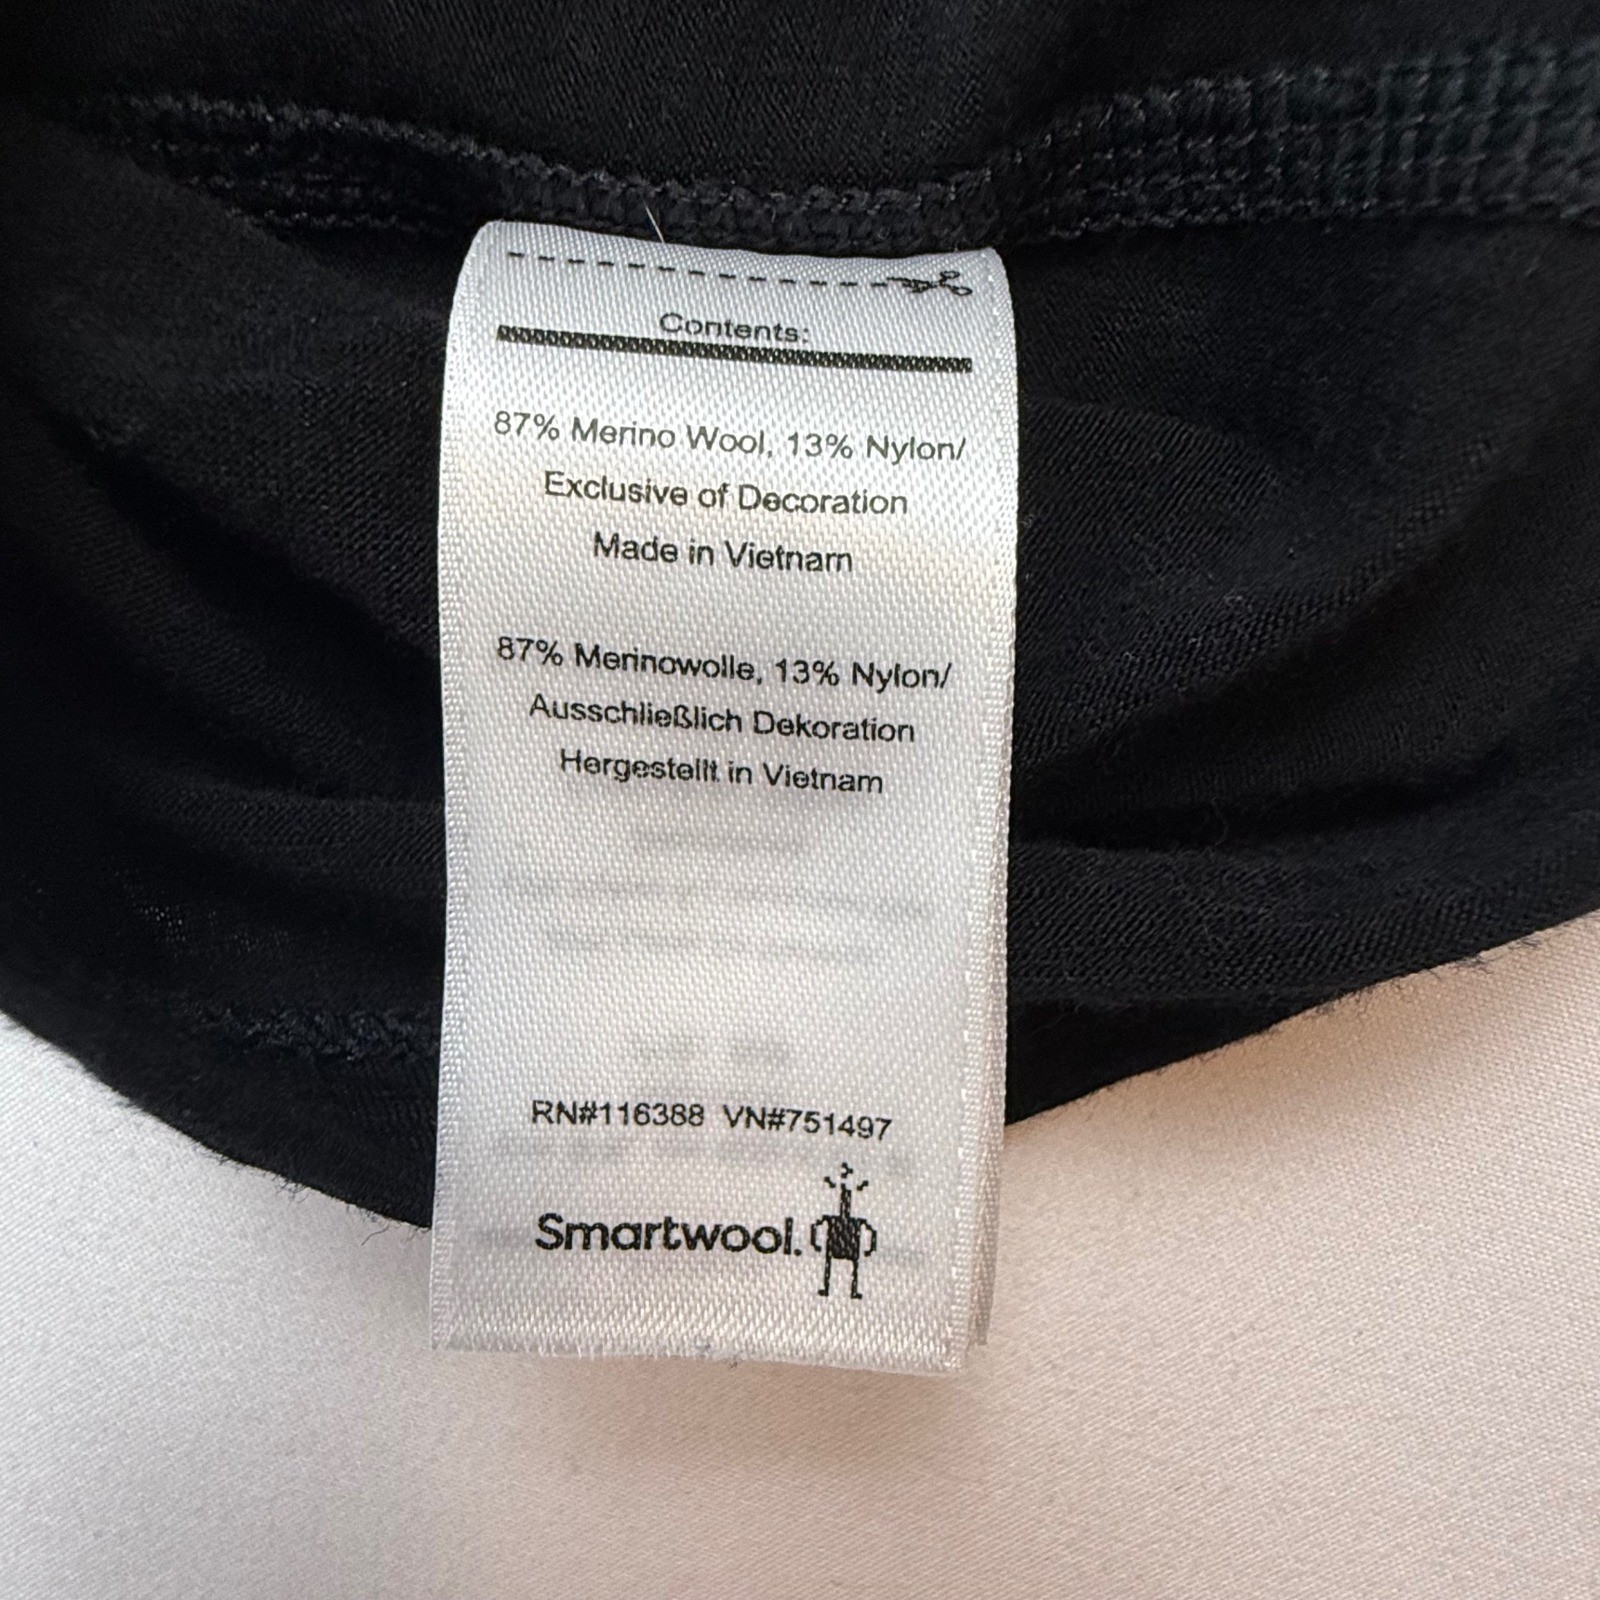 Contents:
87% Merino Wool, 13% Nylon/
Exclusive of Decoration
Made in Vietnam
87% Merinowolle, 13% Nylon/
Ausschließlich Dekoration
Hergestellt in Vietnam
RN#116388 VN#751497
Smartwool.